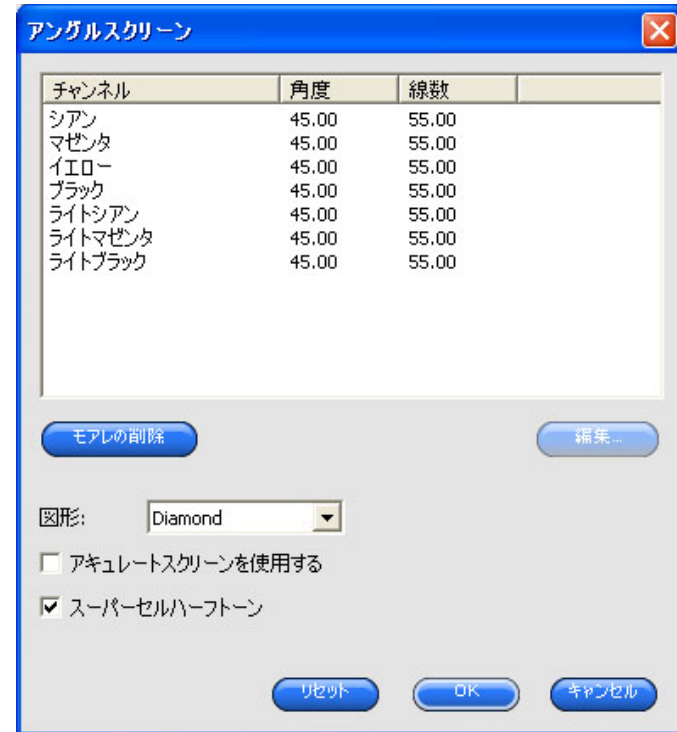 アングルスクリーン
チャンネル 角度 線数
シアン 45.00 55.00
マゼンタ 45.00 55.00
イエロー 45.00 55.00
ブラック 45.00 55.00
ライトシアン 45.00 55.00
ライトマゼンタ 45.00 55.00
ライトブラック 45.00 55.00
モアレの削除 編集...
図形: Diamond
アキュレートスクリーンを使用する
スーパーセルハーフトーン
リセット OK キャンセル